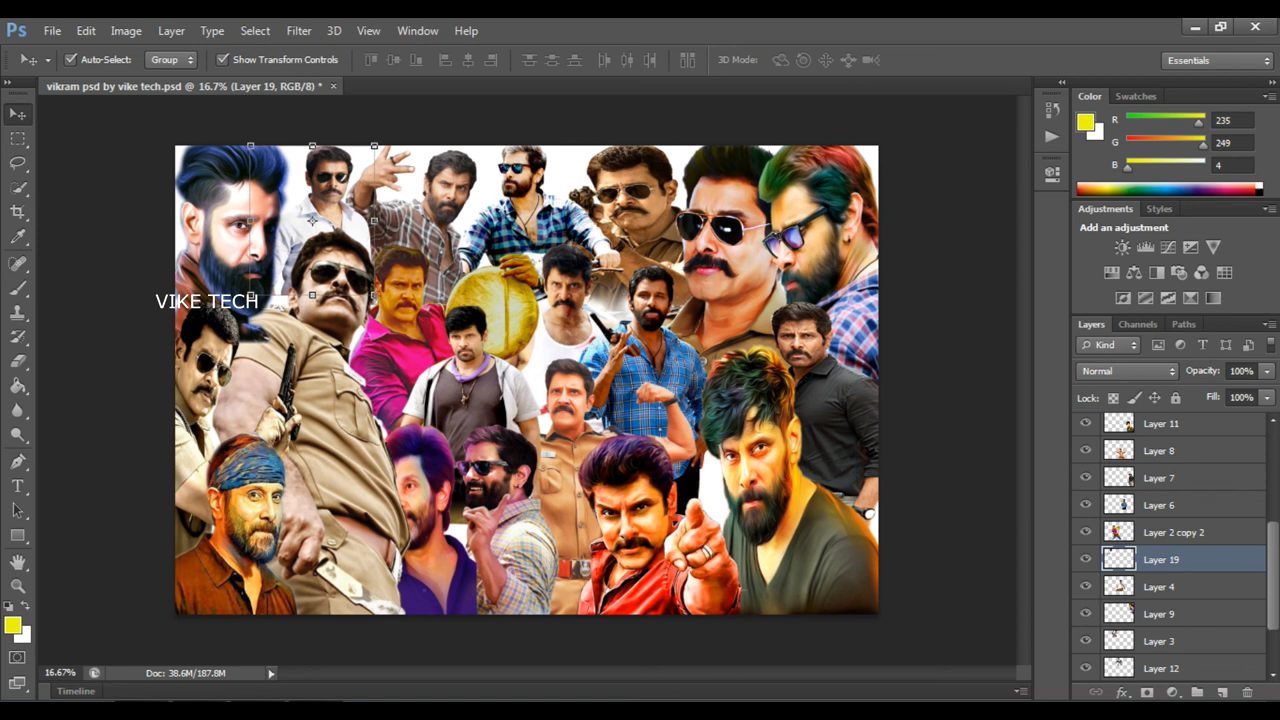 Ps File Edit Image Layer Type Select Filter 3D View Window Help
Auto-Select: Group Show Transform Controls 3D Mode: Essentials
vikram psd by vike tech.psd @ 16.7% (Layer 19, RGB/8) * ×
Color Swatches
R 235
G 249
B 4
Adjustments Styles
Add an adjustment
VIKE TECH
Layers Channels Paths
Kind
Normal Opacity: 100%
Lock: Fill: 100%
Layer 11
Layer 8
Layer 7
Layer 6
Layer 2 copy 2
Layer 19
Layer 4
Layer 9
Layer 3
Layer 12
16.67% Doc: 38.6M/187.8M
Timeline